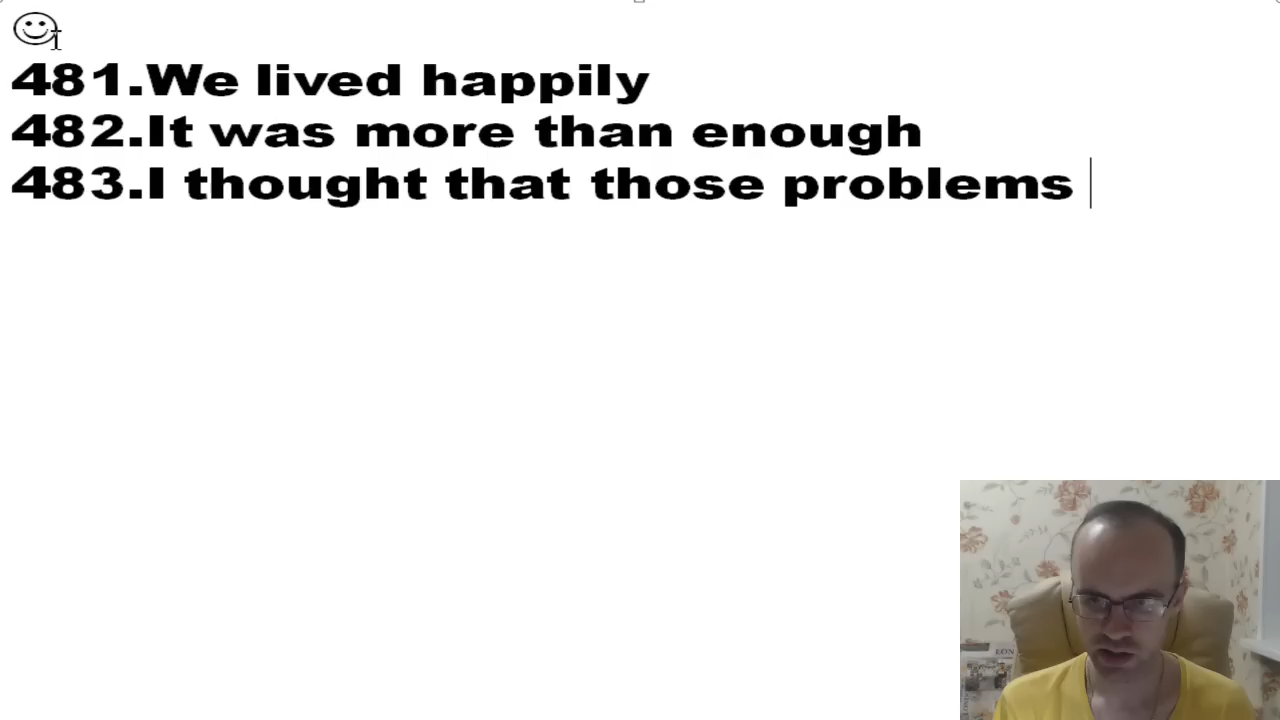 481.We lived happily
482.It was more than enough
483.I thought that those problems